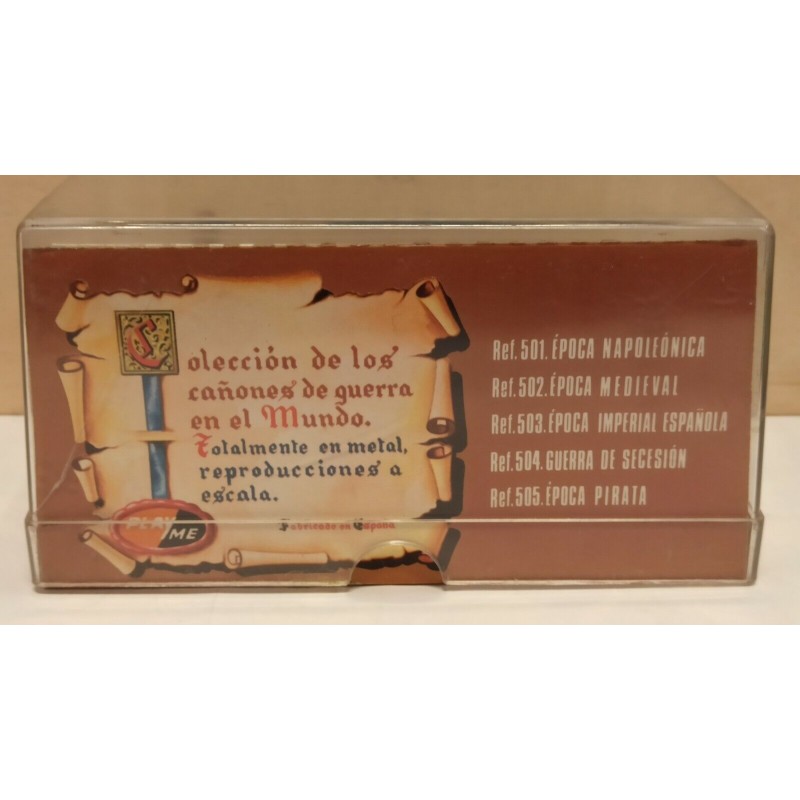 Colección de los
cañones de guerra
en el Mundo.
Totalmente en metal,
reproducciones a
escala.
PLAY ME
Fabricado en España
Ref.501.ÉPOCA NAPOLEÓNICA
Ref.502.ÉPOCA MEDIEVAL
Ref.503.ÉPOCA IMPERIAL ESPAÑOLA
Ref.504.GUERRA DE SECESIÓN
Ref.505.ÉPOCA PIRATA